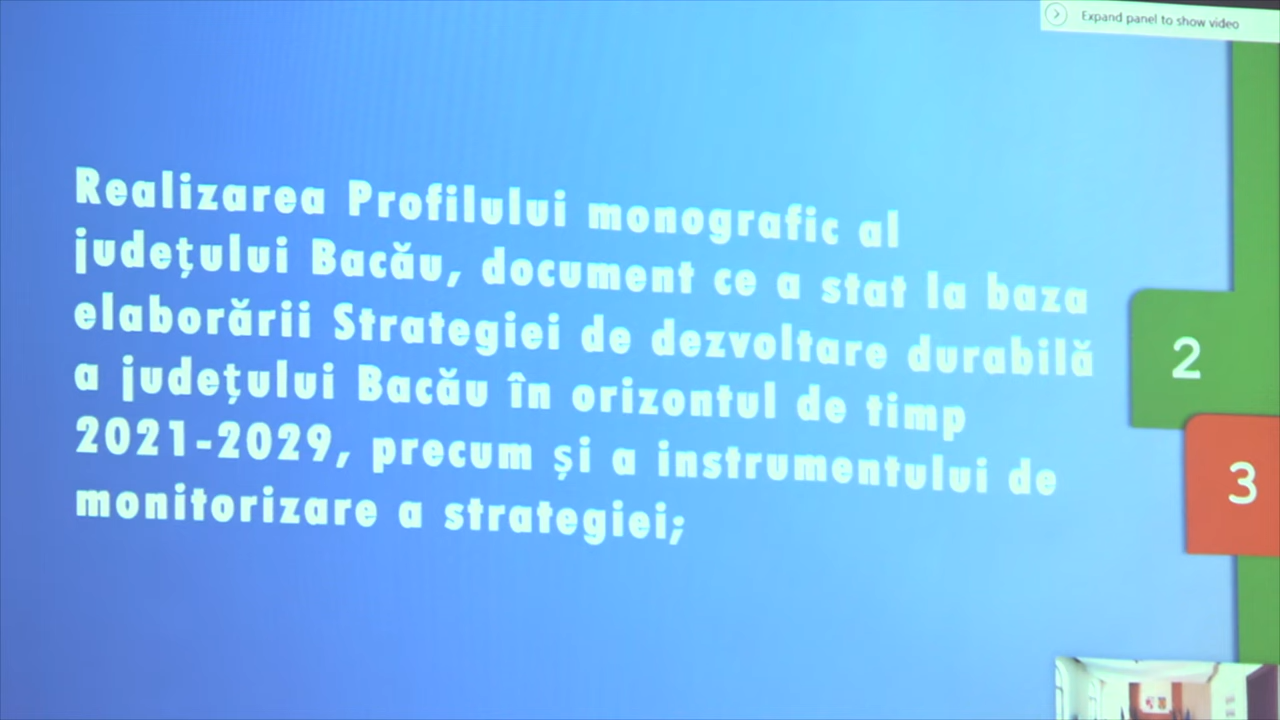 Expand panel to show video
Realizarea Profilului monografic al
județului Bacău, document ce a stat la baza
elaborării Strategiei de dezvoltare durabilă
a județului Bacău în orizontul de timp
2021-2029, precum și a instrumentului de
monitorizare a strategiei;
2
3